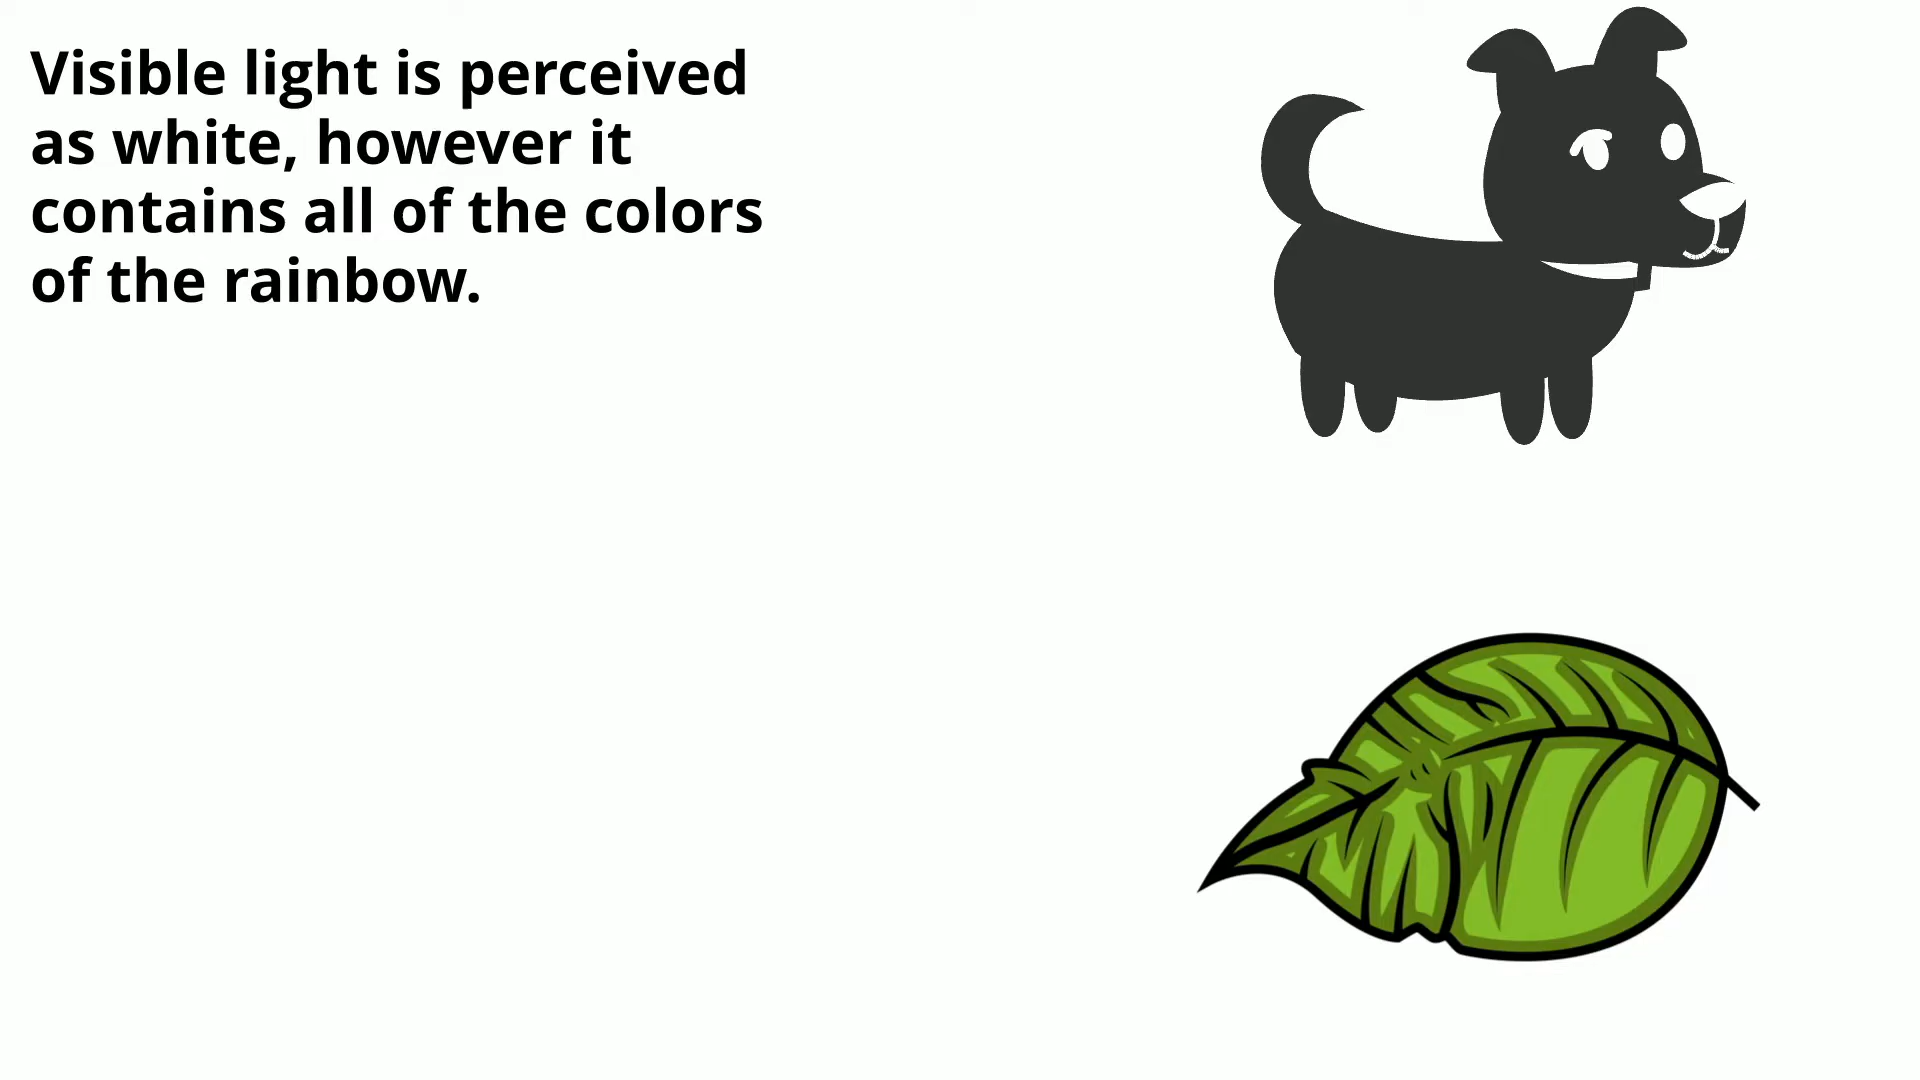 Visible light is perceived
as white, however it
contains all of the colors
of the rainbow.